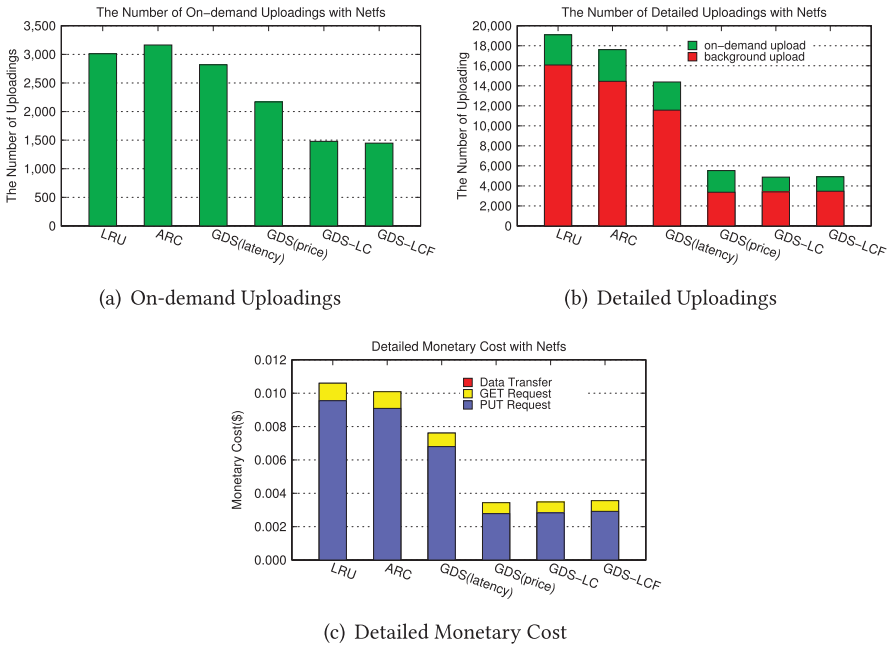 The Number of On−demand Uploadings with Netfs
The Number of Uploadings
3,500
3,000
2,500
2,000
1,500
1,000
500
0
LRU
ARC
GDS(latency)
GDS(price)
GDS−LC
GDS−LCF
(a) On-demand Uploadings
The Number of Detailed Uploadings with Netfs
The Number of Uploading
20,000
18,000
16,000
14,000
12,000
10,000
8,000
6,000
4,000
2,000
0
on−demand upload
background upload
LRU
ARC
GDS(latency)
GDS(price)
GDS−LC
GDS−LCF
(b) Detailed Uploadings
Detailed Monetary Cost with Netfs
Monetary Cost($)
0.012
0.010
0.008
0.006
0.004
0.002
0.000
Data Transfer
GET Request
PUT Request
LRU
ARC
GDS(latency)
GDS(price)
GDS−LC
GDS−LCF
(c) Detailed Monetary Cost